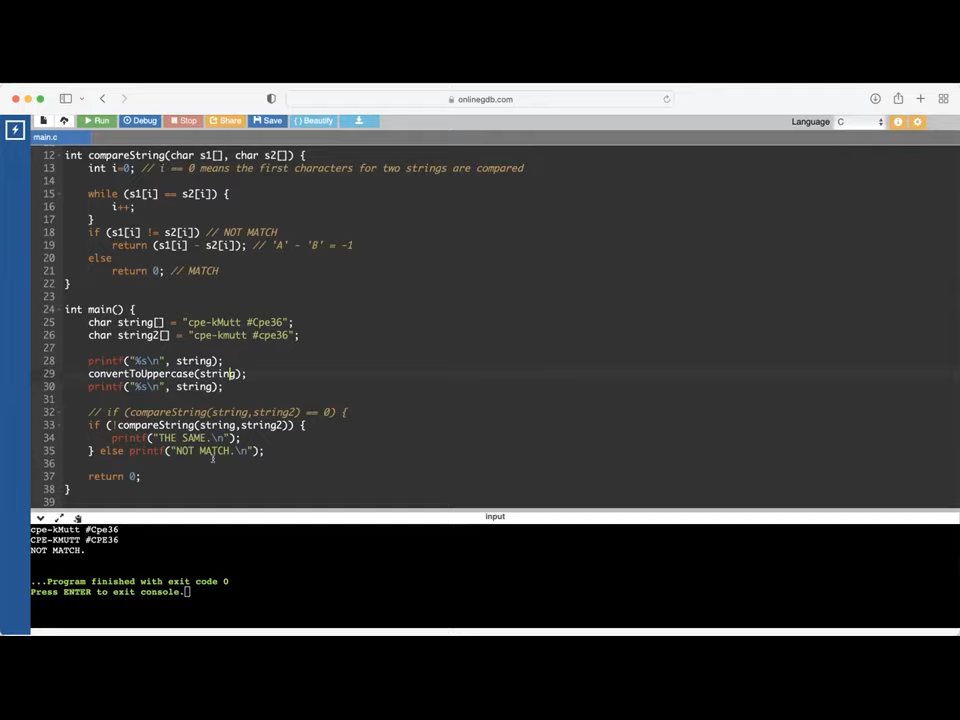 onlinegdb.com
Run Debug Stop Share Save { } Beautify Language C
main.c
12 int compareString(char s1[], char s2[]) {
13 int i=0; // i == 0 means the first characters for two strings are compared
14
15 while (s1[i] == s2[i]) {
16 i++;
17 }
18 if (s1[i] != s2[i]) // NOT MATCH
19 return (s1[i] - s2[i]); // 'A' - 'B' = -1
20 else
21 return 0; // MATCH
22 }
23
24 int main() {
25 char string[] = "cpe-kMutt #Cpe36";
26 char string2[] = "cpe-kmutt #cpe36";
27
28 printf("%s\n", string);
29 convertToUppercase(string);
30 printf("%s\n", string);
31
32 // if (compareString(string,string2) == 0) {
33 if (!compareString(string,string2)) {
34 printf("THE SAME.\n");
35 } else printf("NOT MATCH.\n");
36
37 return 0;
38 }
39
input
cpe-kMutt #Cpe36
CPE-KMUTT #CPE36
NOT MATCH.
...Program finished with exit code 0
Press ENTER to exit console.